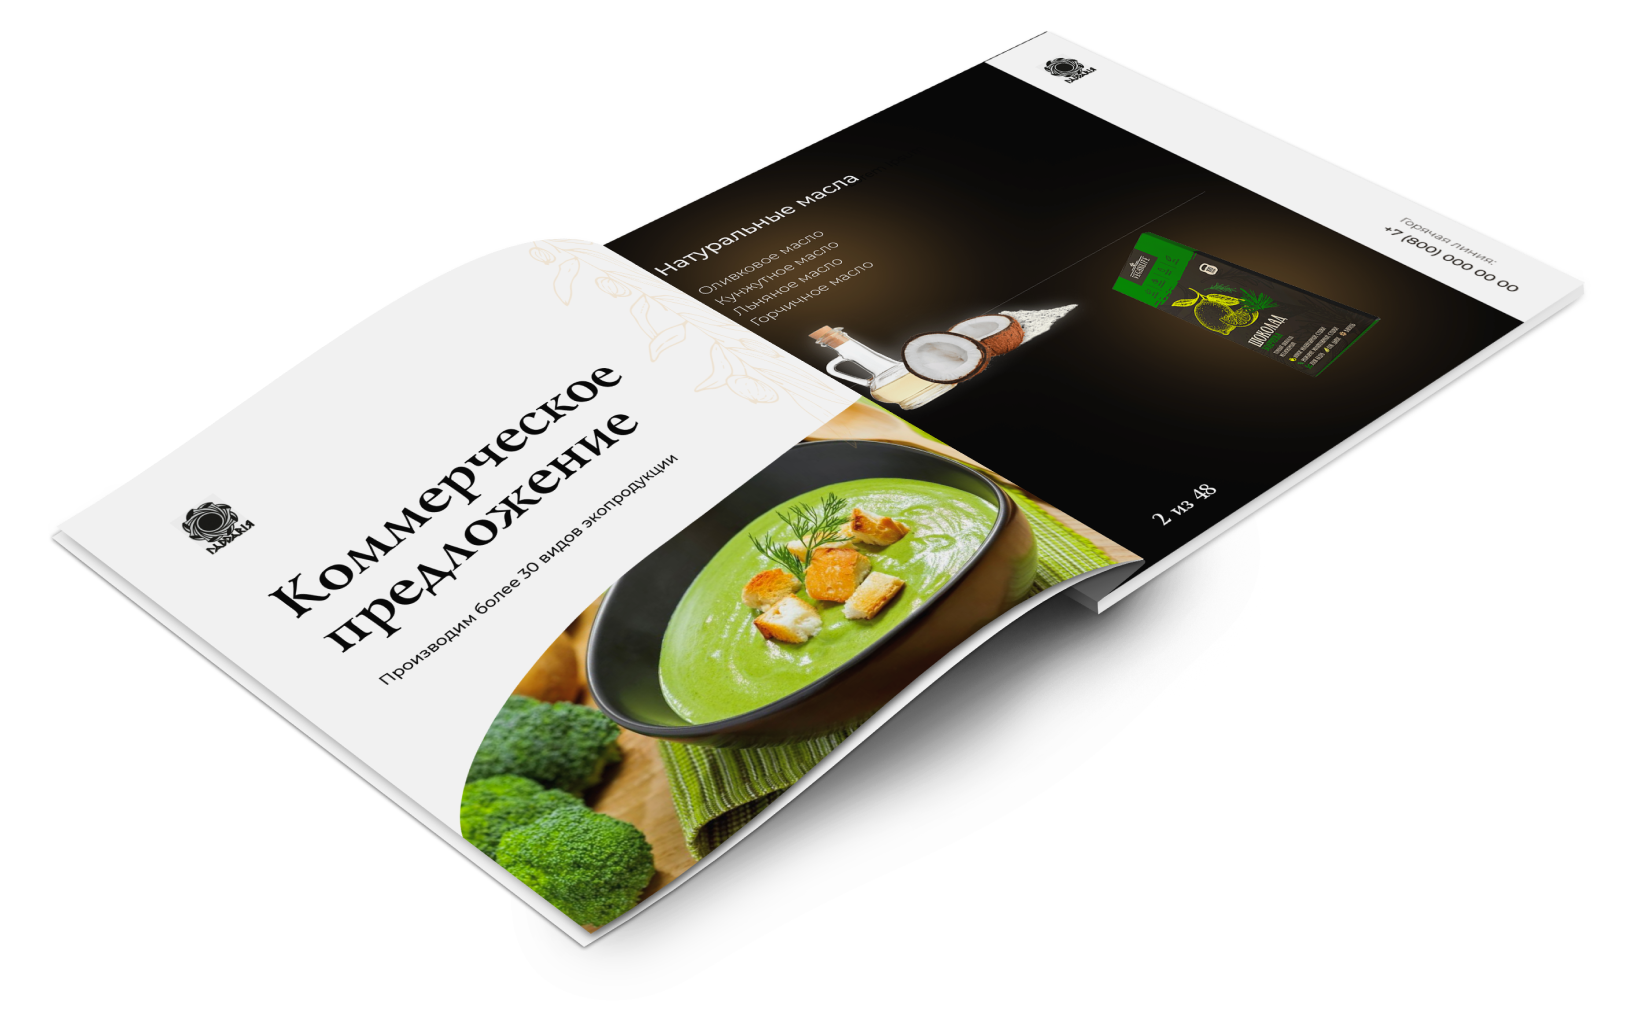 Коммерческое
предложение
Производим более 30 видов экопродукции
Натуральные масла
Оливковое масло
Кунжутное масло
Льняное масло
Горчичное масло
ШОКОЛАД
2 из 48
Горячая линия:
+7 (800) 000 00 00